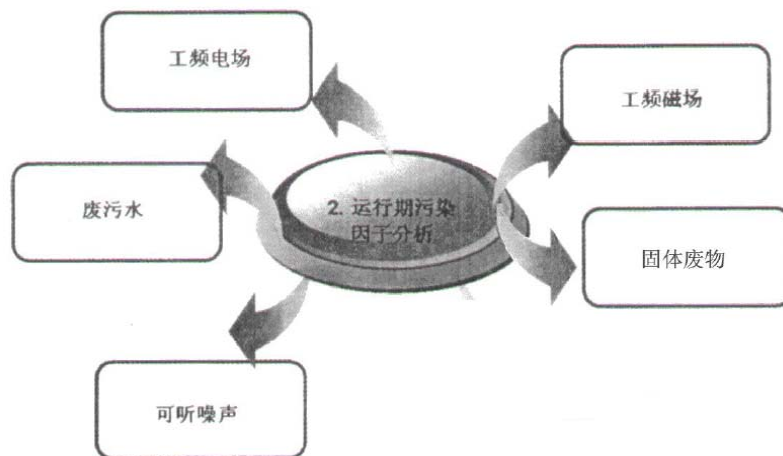 工频电场
工频磁场
废污水
2. 运行期污染
因于分析
固体废物
可听噪声